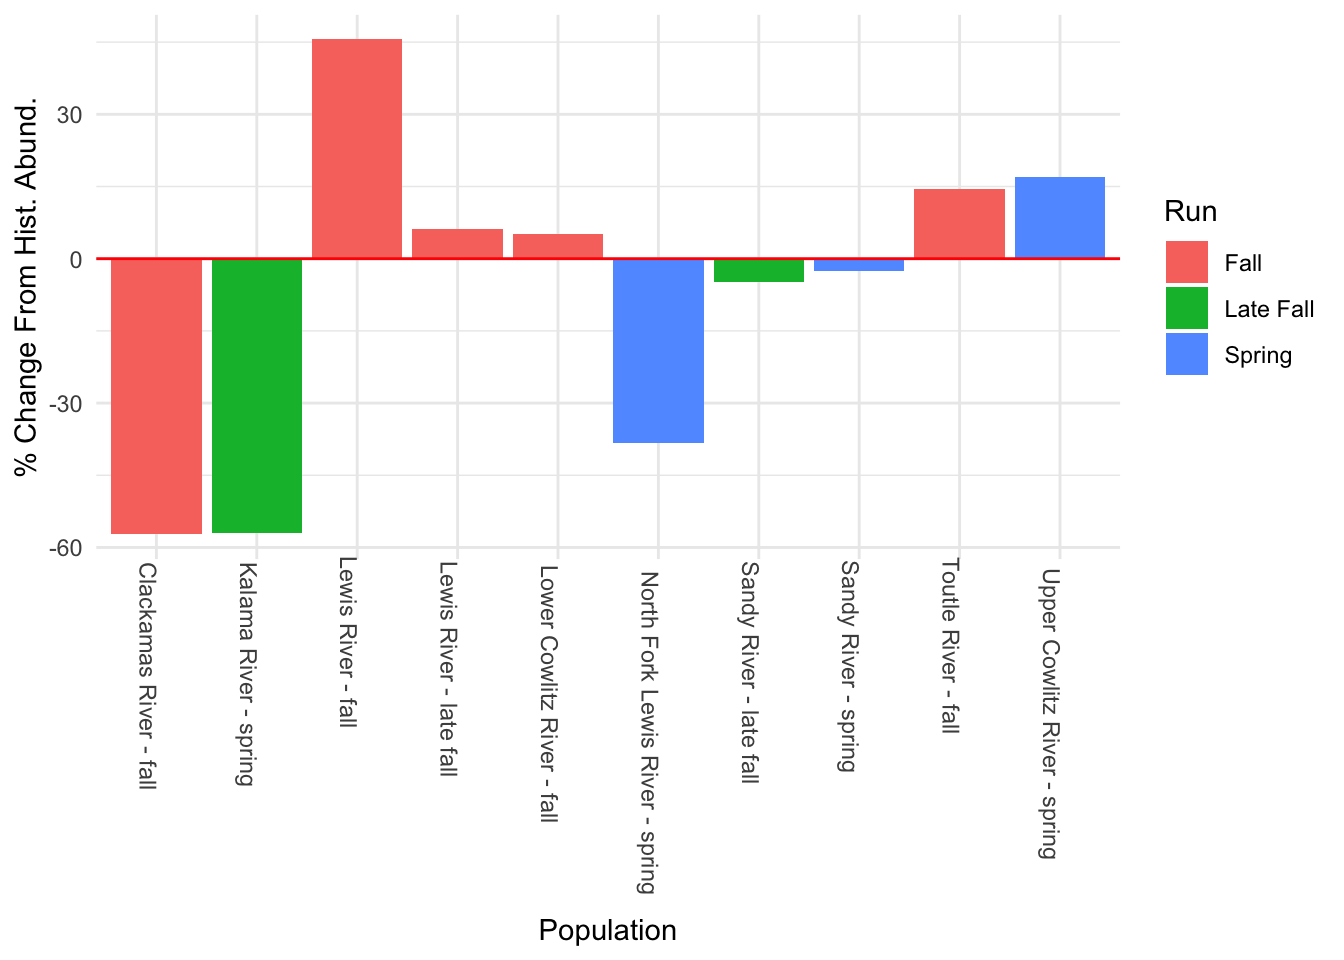 % Change From Hist. Abund.
30
0
-30
-60
Clackamas River - fall
Kalama River - spring
Lewis River - fall
Lewis River - late fall
Lower Cowlitz River - fall
North Fork Lewis River - spring
Sandy River - late fall
Sandy River - spring
Toutle River - fall
Upper Cowlitz River - spring
Population
Run
Fall
Late Fall
Spring